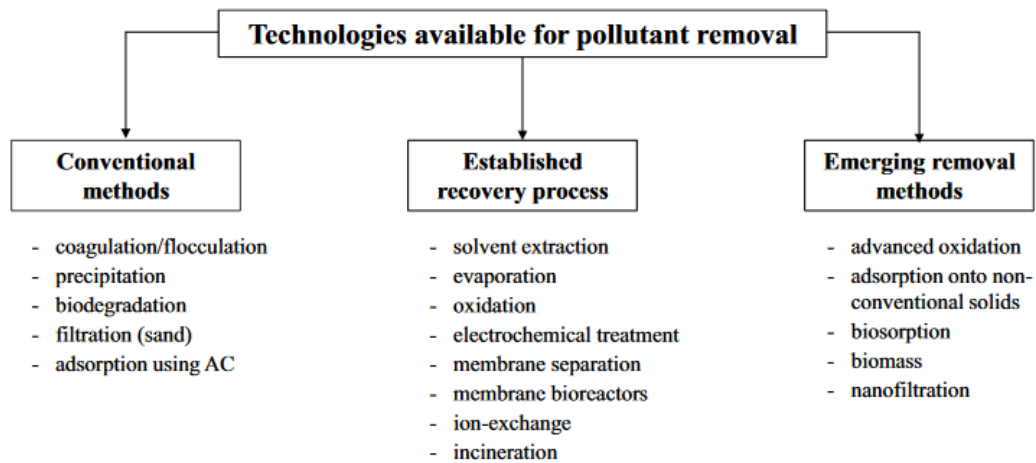 Technologies available for pollutant removal
Conventional
methods
- coagulation/flocculation
- precipitation
- biodegradation
- filtration (sand)
- adsorption using AC
Established
recovery process
- solvent extraction
- evaporation
- oxidation
- electrochemical treatment
- membrane separation
- membrane bioreactors
- ion-exchange
- incineration
Emerging removal
methods
- advanced oxidation
- adsorption onto non-
conventional solids
- biosorption
- biomass
- nanofiltration